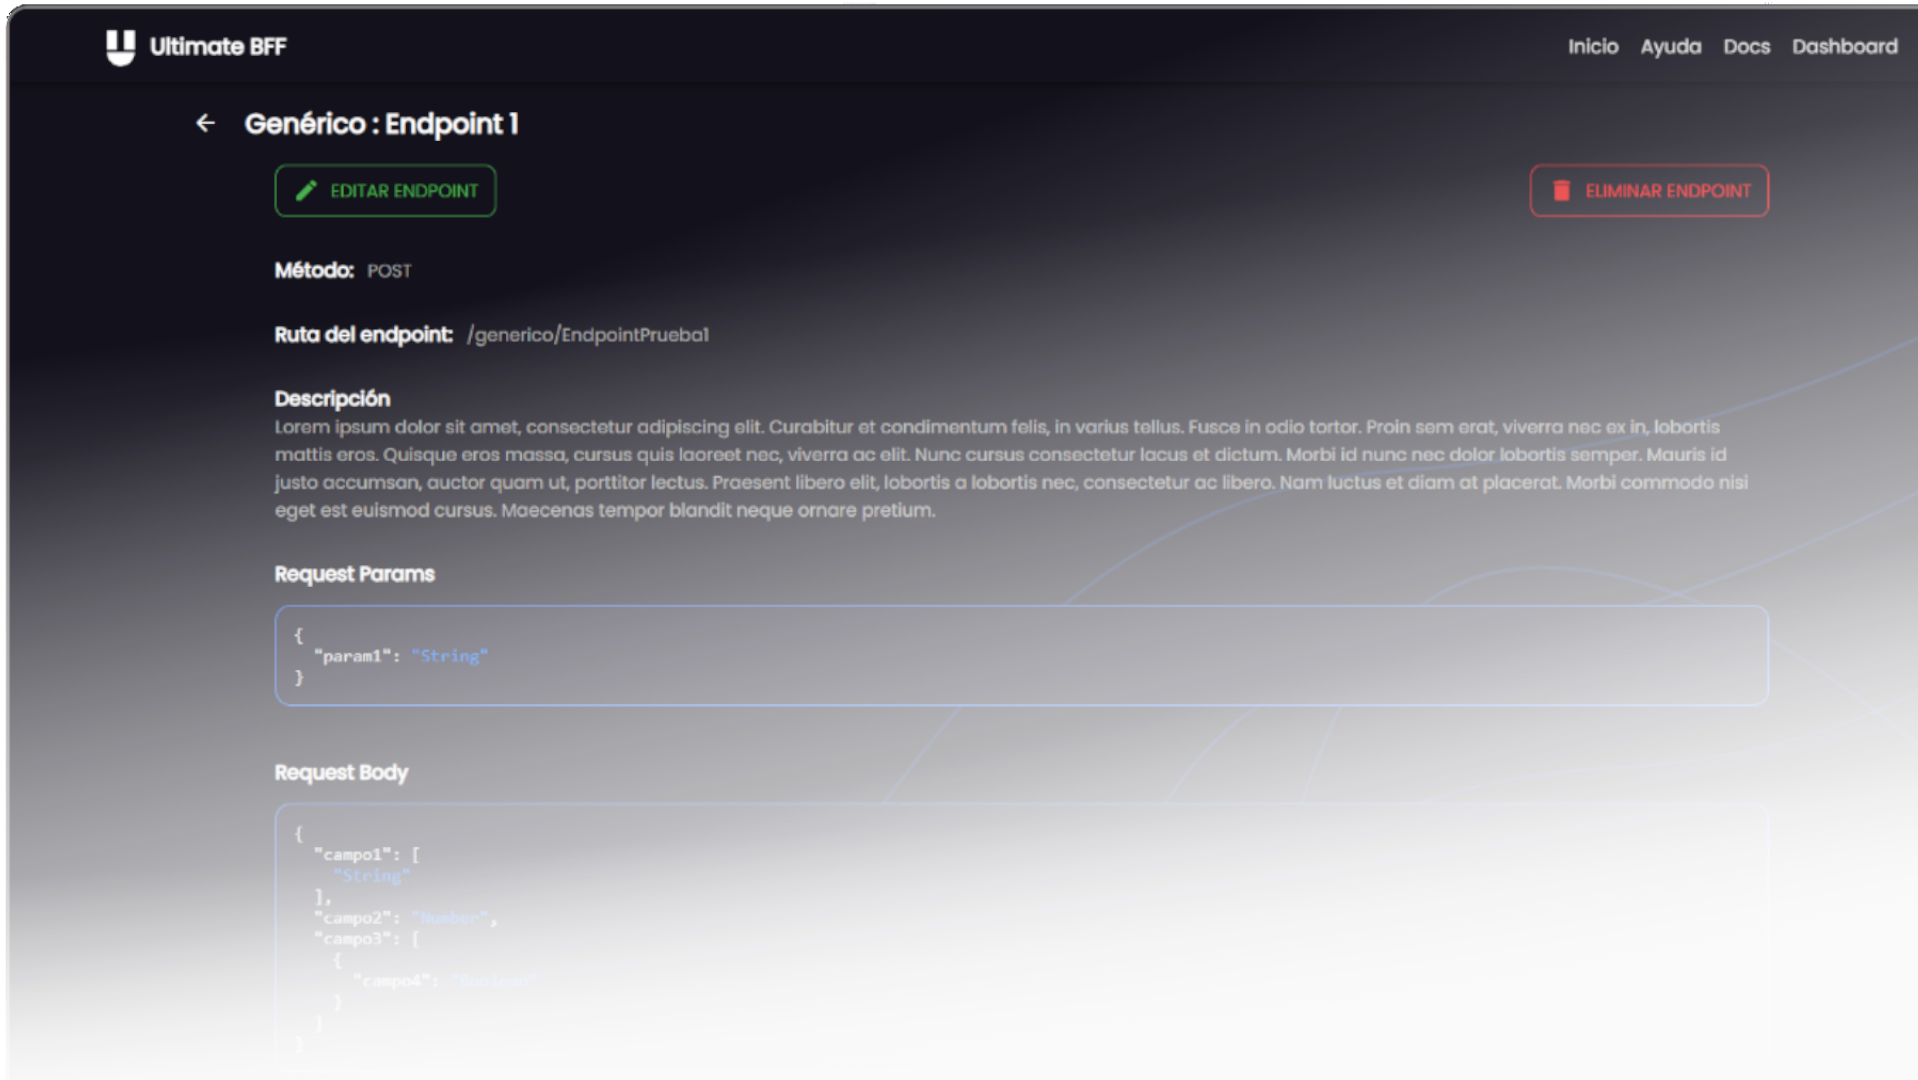 Ultimate BFF
Inicio Ayuda Docs Dashboard
Genérico : Endpoint 1
EDITAR ENDPOINT
ELIMINAR ENDPOINT
Método: POST
Ruta del endpoint: /generico/EndpointPrueba1
Descripción
Lorem ipsum dolor sit amet, consectetur adipiscing elit. Curabitur et condimentum felis, in varius tellus. Fusce in odio tortor. Proin sem erat, viverra nec ex in, lobortis
mattis eros. Quisque eros massa, cursus quis laoreet nec, viverra ac elit. Nunc cursus consectetur lacus et dictum. Morbi id nunc nec dolor lobortis semper. Mauris id
justo accumsan, auctor quam ut, porttitor lectus. Praesent libero elit, lobortis a lobortis nec, consectetur ac libero. Nam luctus et diam at placerat. Morbi commodo nisi
eget est euismod cursus. Maecenas tempor blandit neque ornare pretium.
Request Params
{
"param1": "String"
}
Request Body
{
"campo1": [
"String"
],
"campo2": "Number",
"campo3": [
{
"campo4": "Boolean"
}
]
}